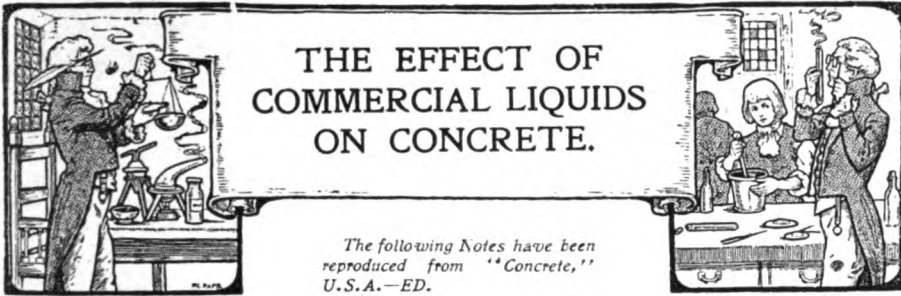 THE EFFECT OF
COMMERCIAL LIQUIDS
ON CONCRETE.
The following Notes have been
reproduced from "Concrete,"
U.S.A.—ED.